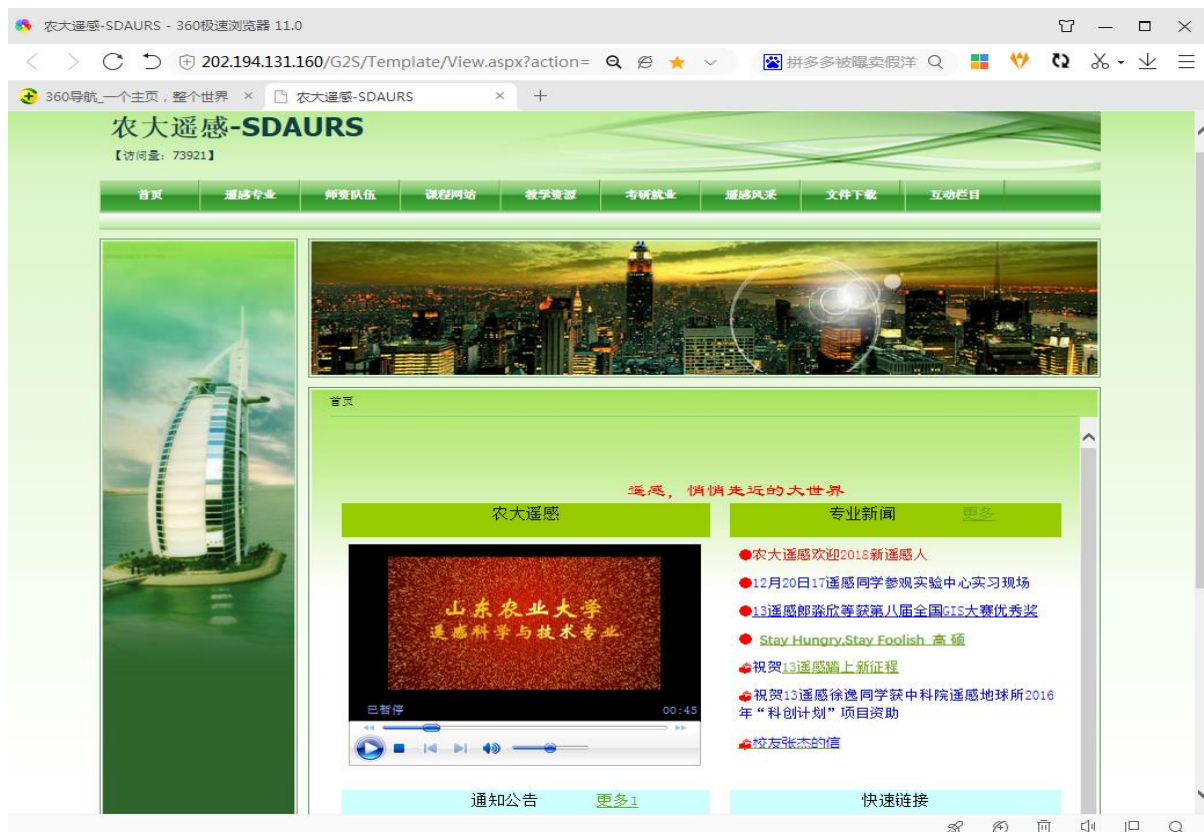 农大遥感-SDAURS - 360极速浏览器 11.0
202.194.131.160/G2S/Template/View.aspx?action=
拼多多被曝卖假洋
360导航_一个主页，整个世界
农大遥感-SDAURS
农大遥感-SDAURS
【访问量：73921】
首页 遥感专业 师资队伍 课程网站 教学资源 考研就业 遥感风采 文件下载 互动栏目
首页
遥感，悄悄走近的大世界
农大遥感
专业新闻 更多
山东农业大学
遥感科学与技术专业
已暂停 00:45
农大遥感欢迎2018新遥感人
12月20日17遥感同学参观实验中心实习现场
13遥感郎淼欣等获第八届全国GIS大赛优秀奖
Stay Hungry,Stay Foolish 高硕
祝贺13遥感踏上新征程
祝贺13遥感徐逸同学获中科院遥感地球所2016
年“科创计划”项目资助
校友张杰的信
通知公告 更多1
快速链接